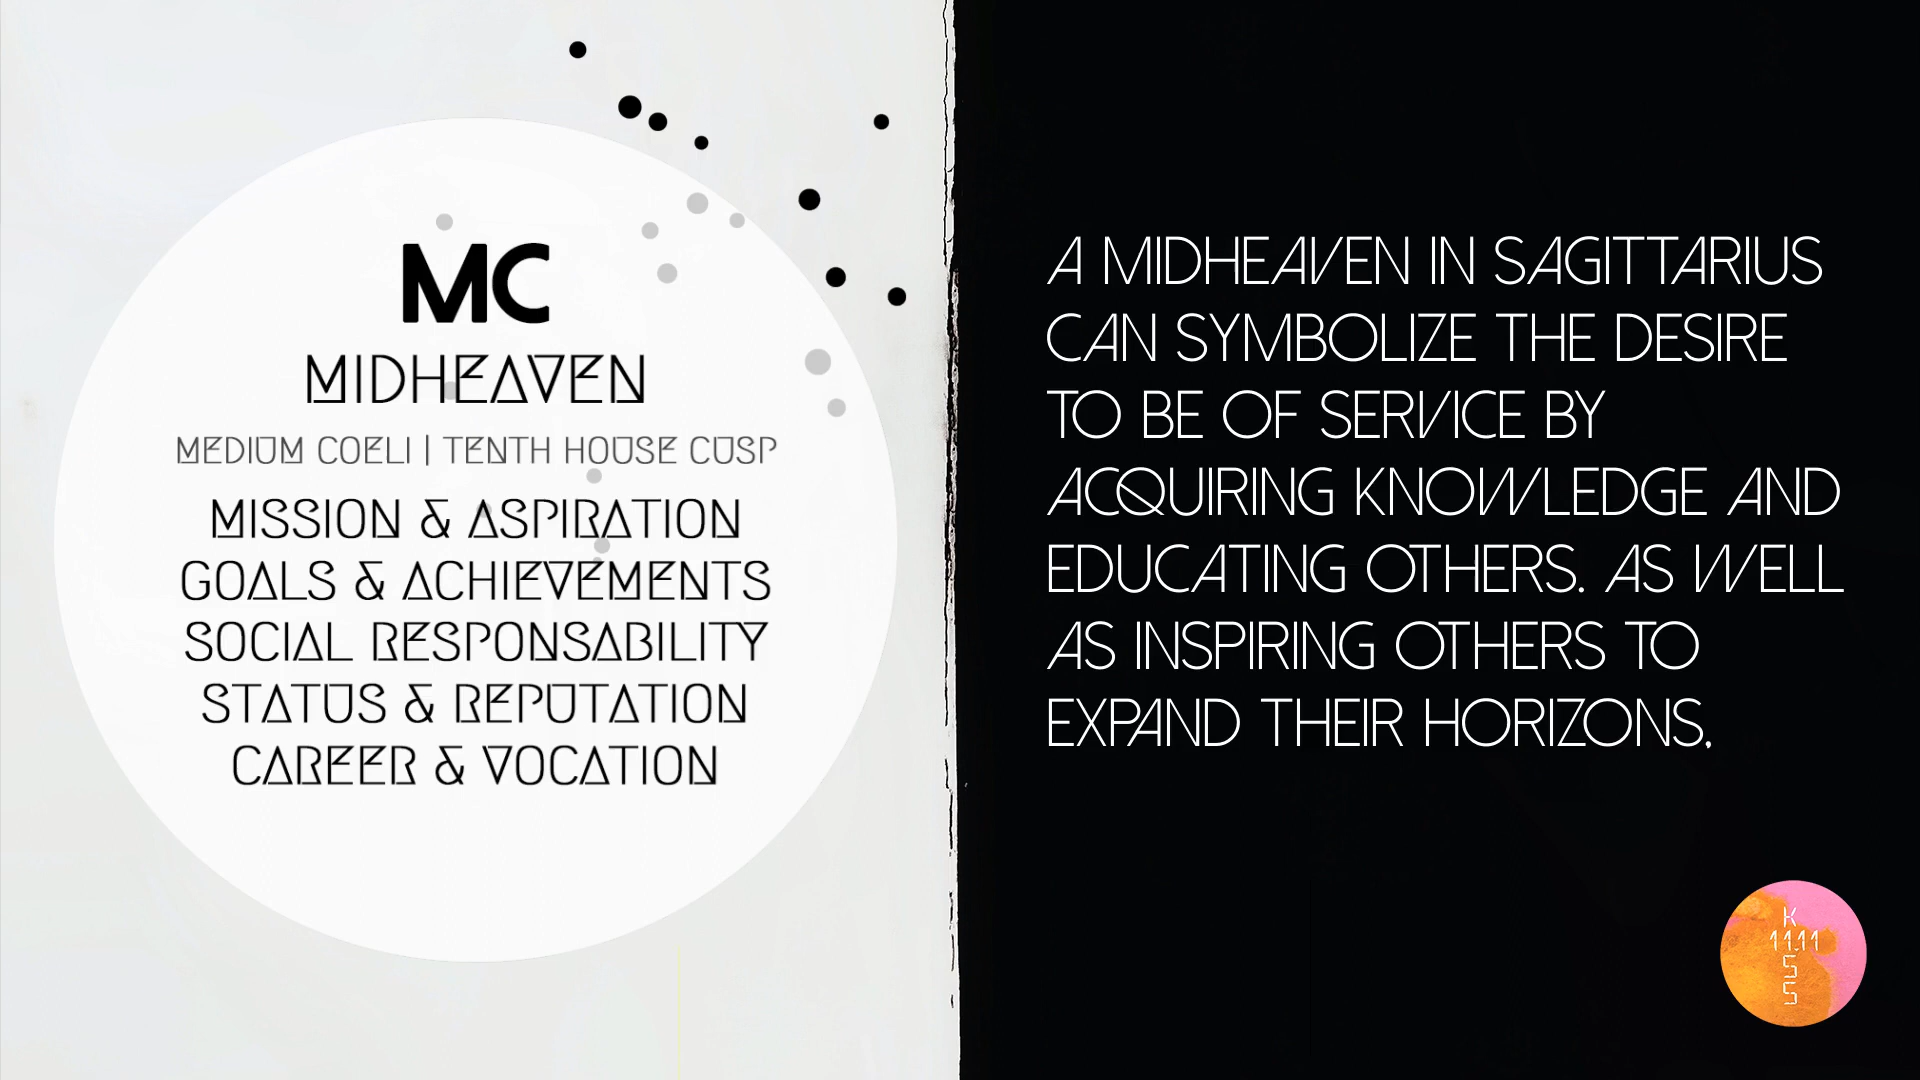 MC
MIDHEAVEN
MEDIUM COELI | TENTH HOUSE CUSP
MISSION & ASPIRATION
GOALS & ACHIEVEMENTS
SOCIAL RESPONSABILITY
STATUS & REPUTATION
CAREER & VOCATION
A MIDHEAVEN IN SAGITTARIUS
CAN SYMBOLIZE THE DESIRE
TO BE OF SERVICE BY
ACQUIRING KNOWLEDGE AND
EDUCATING OTHERS. AS WELL
AS INSPIRING OTHERS TO
EXPAND THEIR HORIZONS,
K
11.11
S
S